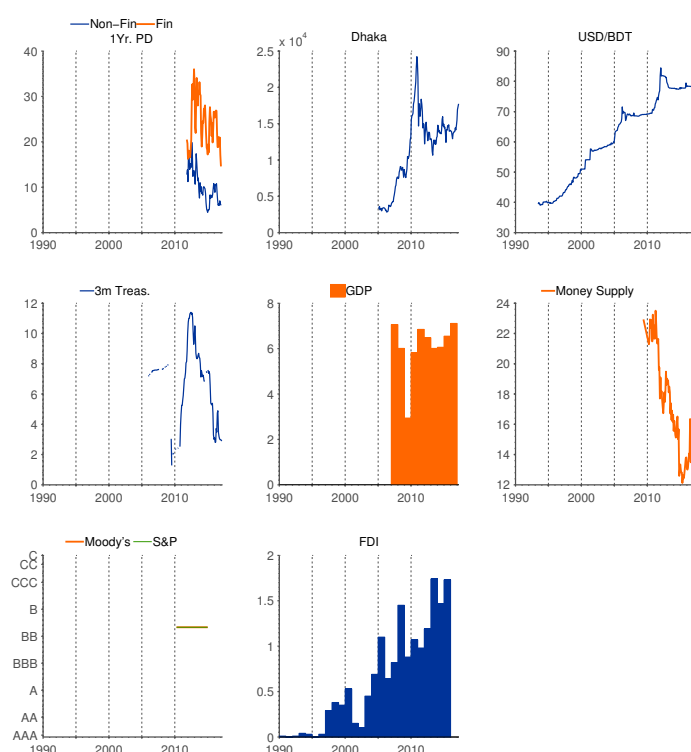 Non−Fin Fin
1Yr. PD
40
30
20
10
0
1990 2000 2010
Dhaka
x 10⁴
2.5
2
1.5
1
0.5
0
1990 2000 2010
USD/BDT
90
80
70
60
50
40
30
1990 2000 2010
3m Treas.
12
10
8
6
4
2
0
1990 2000 2010
GDP
8
6
4
2
0
1990 2000 2010
Money Supply
24
22
20
18
16
14
12
1990 2000 2010
Moody's S&P
C
CC
CCC
B
BB
BBB
A
AA
AAA
1990 2000 2010
FDI
2
1.5
1
0.5
0
1990 2000 2010